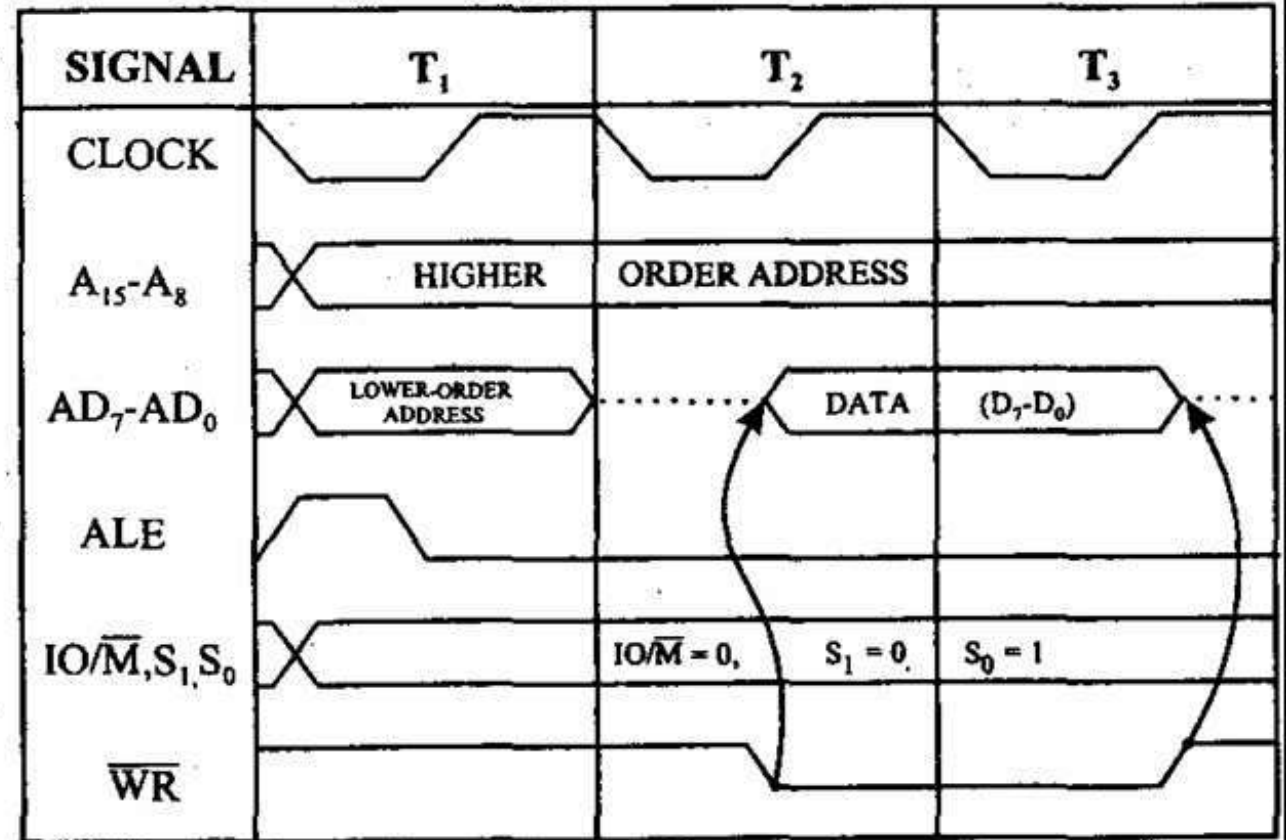 SIGNAL T₁ T₂ T₃
CLOCK
A₁₅-A₈ HIGHER ORDER ADDRESS
AD₇-AD₀ LOWER-ORDER ADDRESS DATA (D₇-D₀)
ALE
IO/M̅,S₁,S₀ IO/M̅ = 0, S₁ = 0, S₀ = 1
W̅R̅